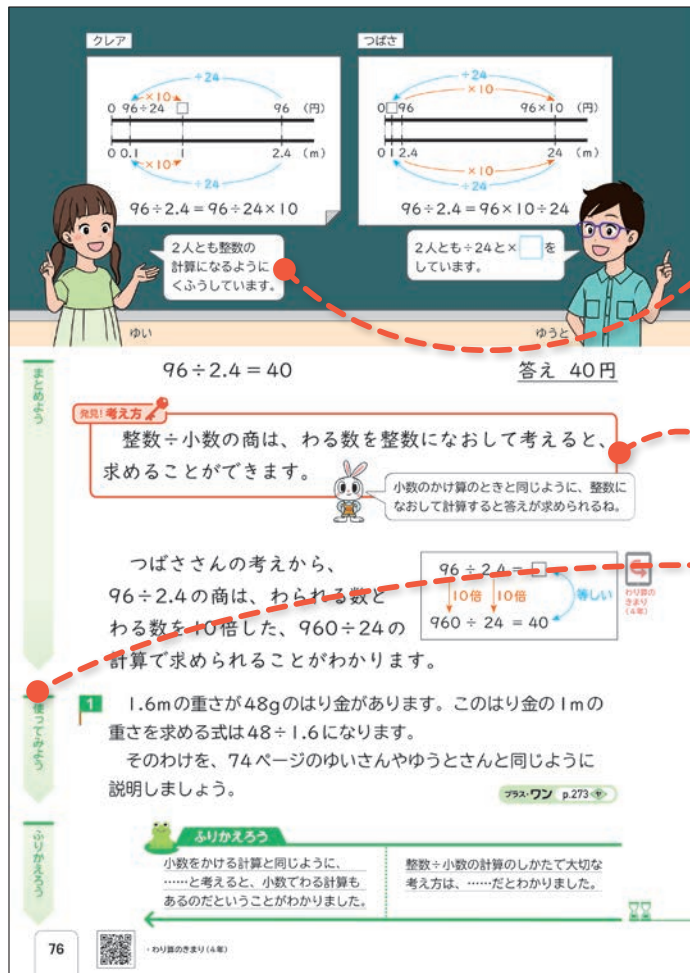 クレア
÷24
×10
0 96÷24 □ 96 (円)
0 0.1 1 2.4 (m)
×10
÷24
96÷2.4=96÷24×10
つばさ
÷24
×10
0 □ 96 96×10 (円)
0 1 2.4 24 (m)
×10
÷24
96÷2.4=96×10÷24
2人とも整数の
計算になるように
くふうしています。
2人とも÷24と×□を
しています。
ゆい
ゆうと
まとめよう
96÷2.4=40
答え 40円
発見!考え方
整数÷小数の商は、わる数を整数になおして考えると、
求めることができます。
小数のかけ算のときと同じように、整数に
なおして計算すると答えが求められるね。
つばささんの考えから、
96÷2.4の商は、わられる数と
わる数を10倍した、960÷24の
計算で求められることがわかります。
96÷2.4=□
10倍 10倍 等しい
960÷24=40
わり算の
きまり
(4年)
使ってみよう
1 1.6mの重さが48gのはり金があります。このはり金の1mの
重さを求める式は48÷1.6になります。
そのわけを、74ページのゆいさんやゆうとさんと同じように
説明しましょう。
プラス・ワン p.273 ヤ
ふりかえろう
ふりかえろう
小数をかける計算と同じように、
……と考えると、小数でわる計算も
あるのだということがわかりました。
整数÷小数の計算のしかたで大切な
考え方は、……だとわかりました。
76
・わり算のきまり(4年)